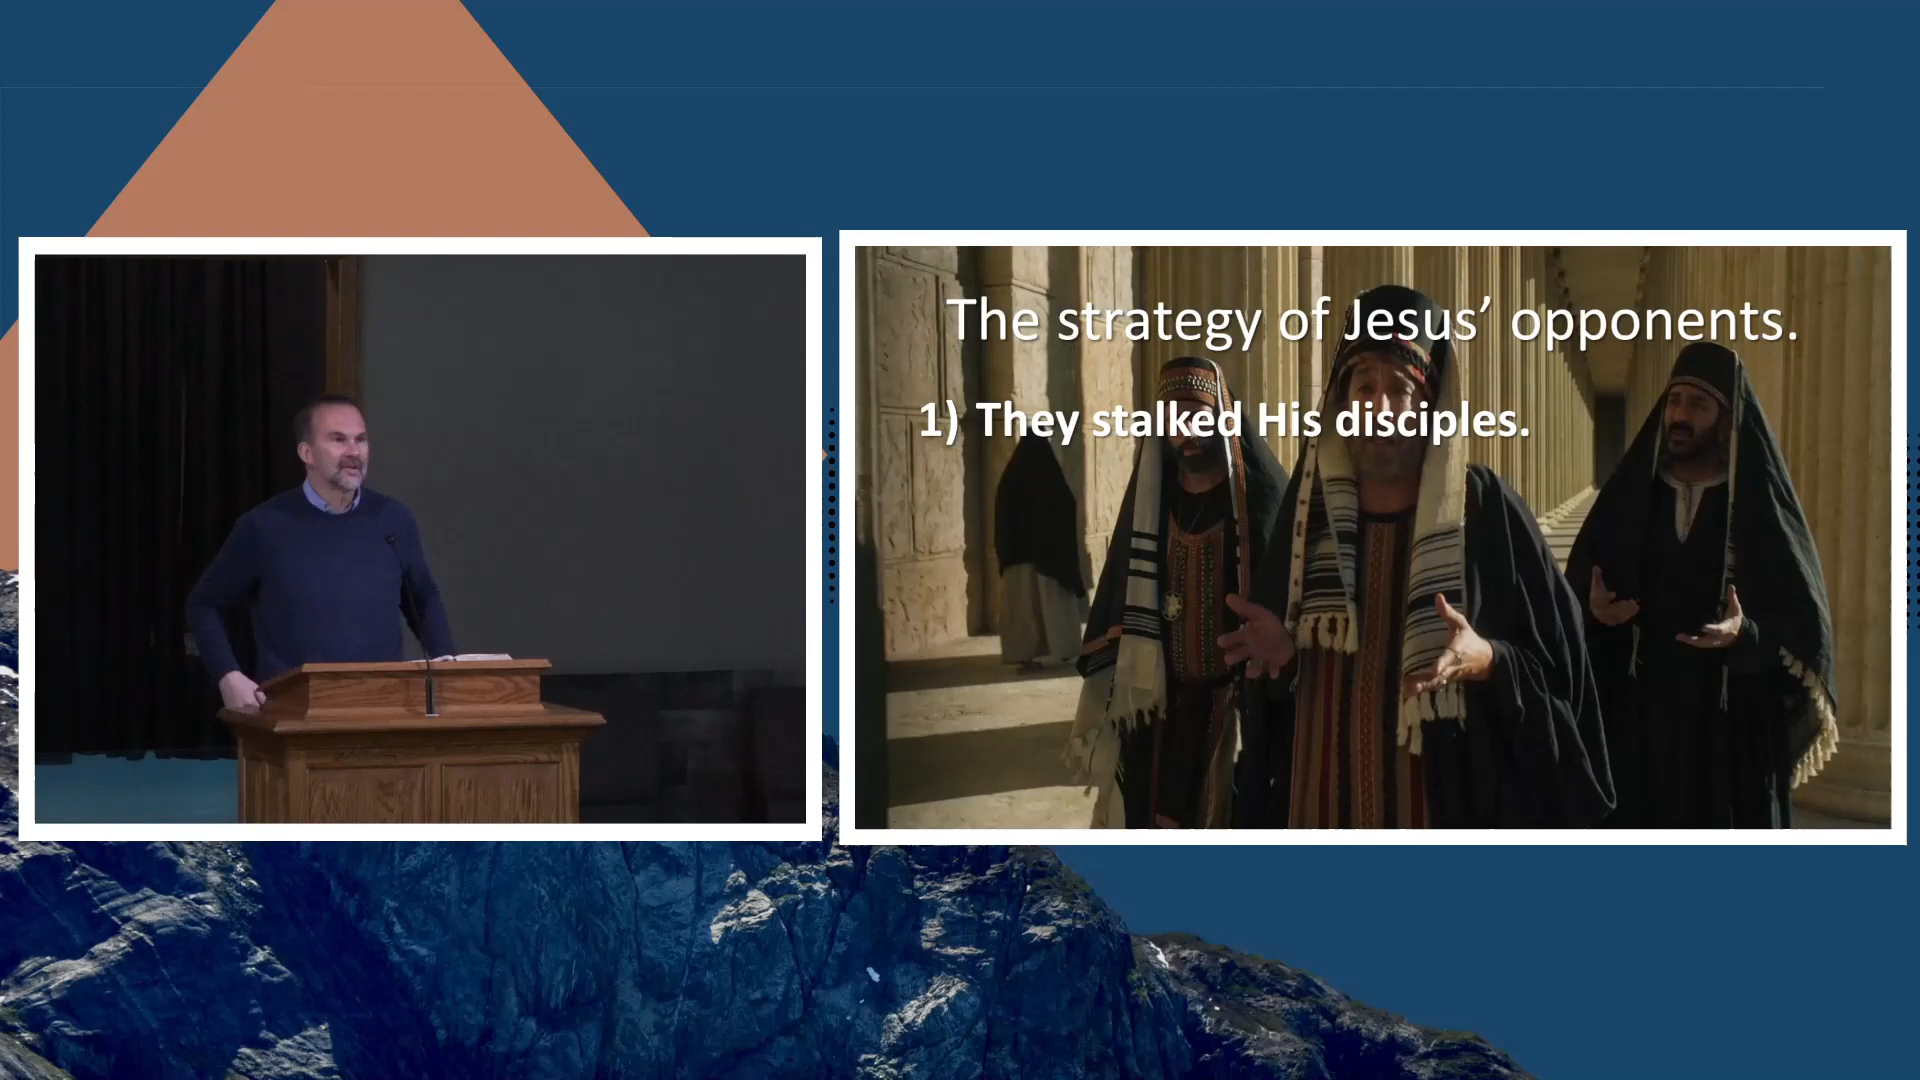 The strategy of Jesus’ opponents.
1) They stalked His disciples.